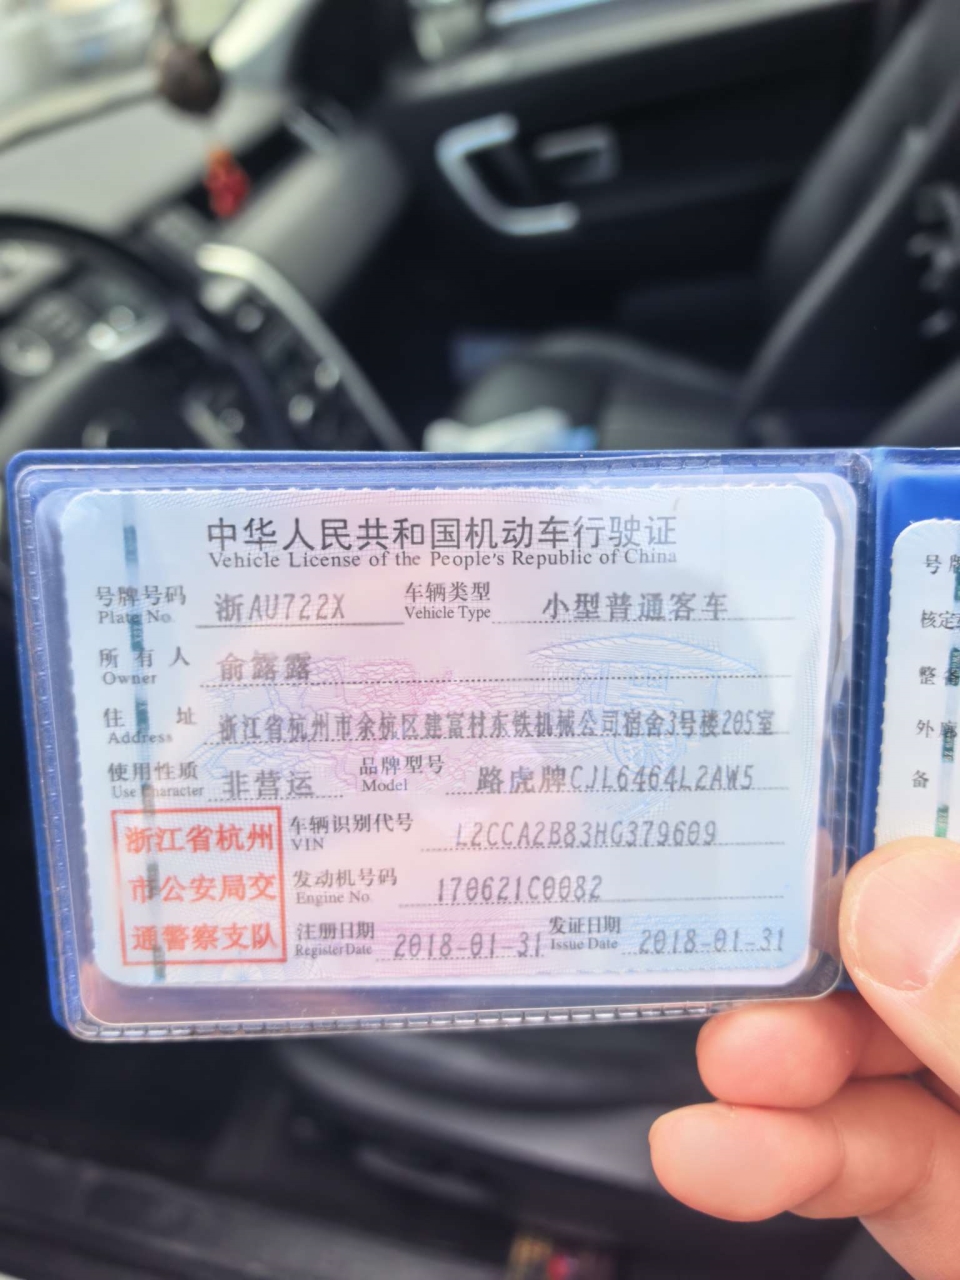 中华人民共和国机动车行驶证
Vehicle License of the People's Republic of China
号牌号码 浙AU722X 车辆类型 小型普通客车
Plate No. Vehicle Type
所有人 俞露露
Owner
住址 浙江省杭州市余杭区建富村东铁机械公司宿舍3号楼205室
Address
使用性质 非营运 品牌型号 路虎牌CJL6464L2AW5
Use Character Model
浙江省杭州
市公安局交
通警察支队
车辆识别代号 L2CCA2B83HG379609
VIN
发动机号码 170621C0082
Engine No.
注册日期 2018-01-31 发证日期 2018-01-31
Register Date Issue Date
号牌
核定
整备
外廓
备